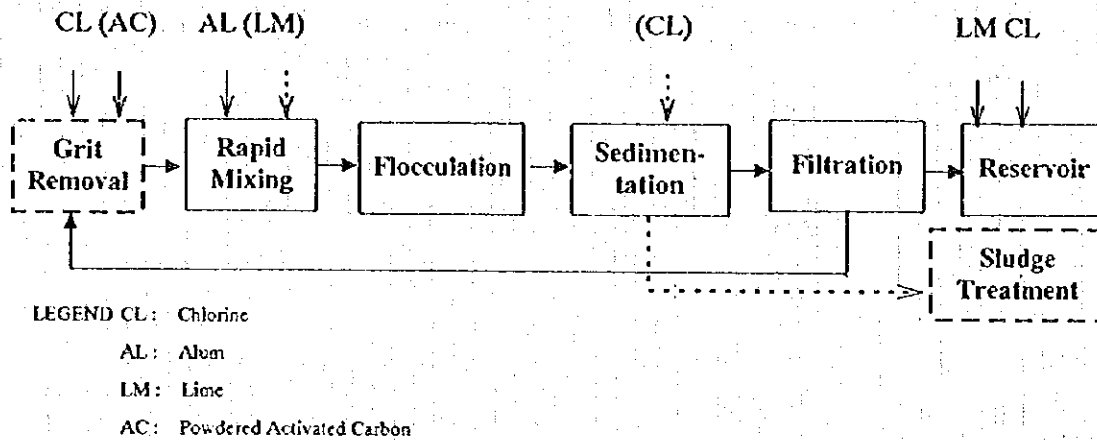 CL (AC) AL (LM) (CL) LM CL
Grit
Removal
Rapid
Mixing
Flocculation
Sedimen-
tation
Filtration
Reservoir
Sludge
Treatment
LEGEND CL : Chlorine
AL : Alum
LM : Lime
AC : Powdered Activated Carbon